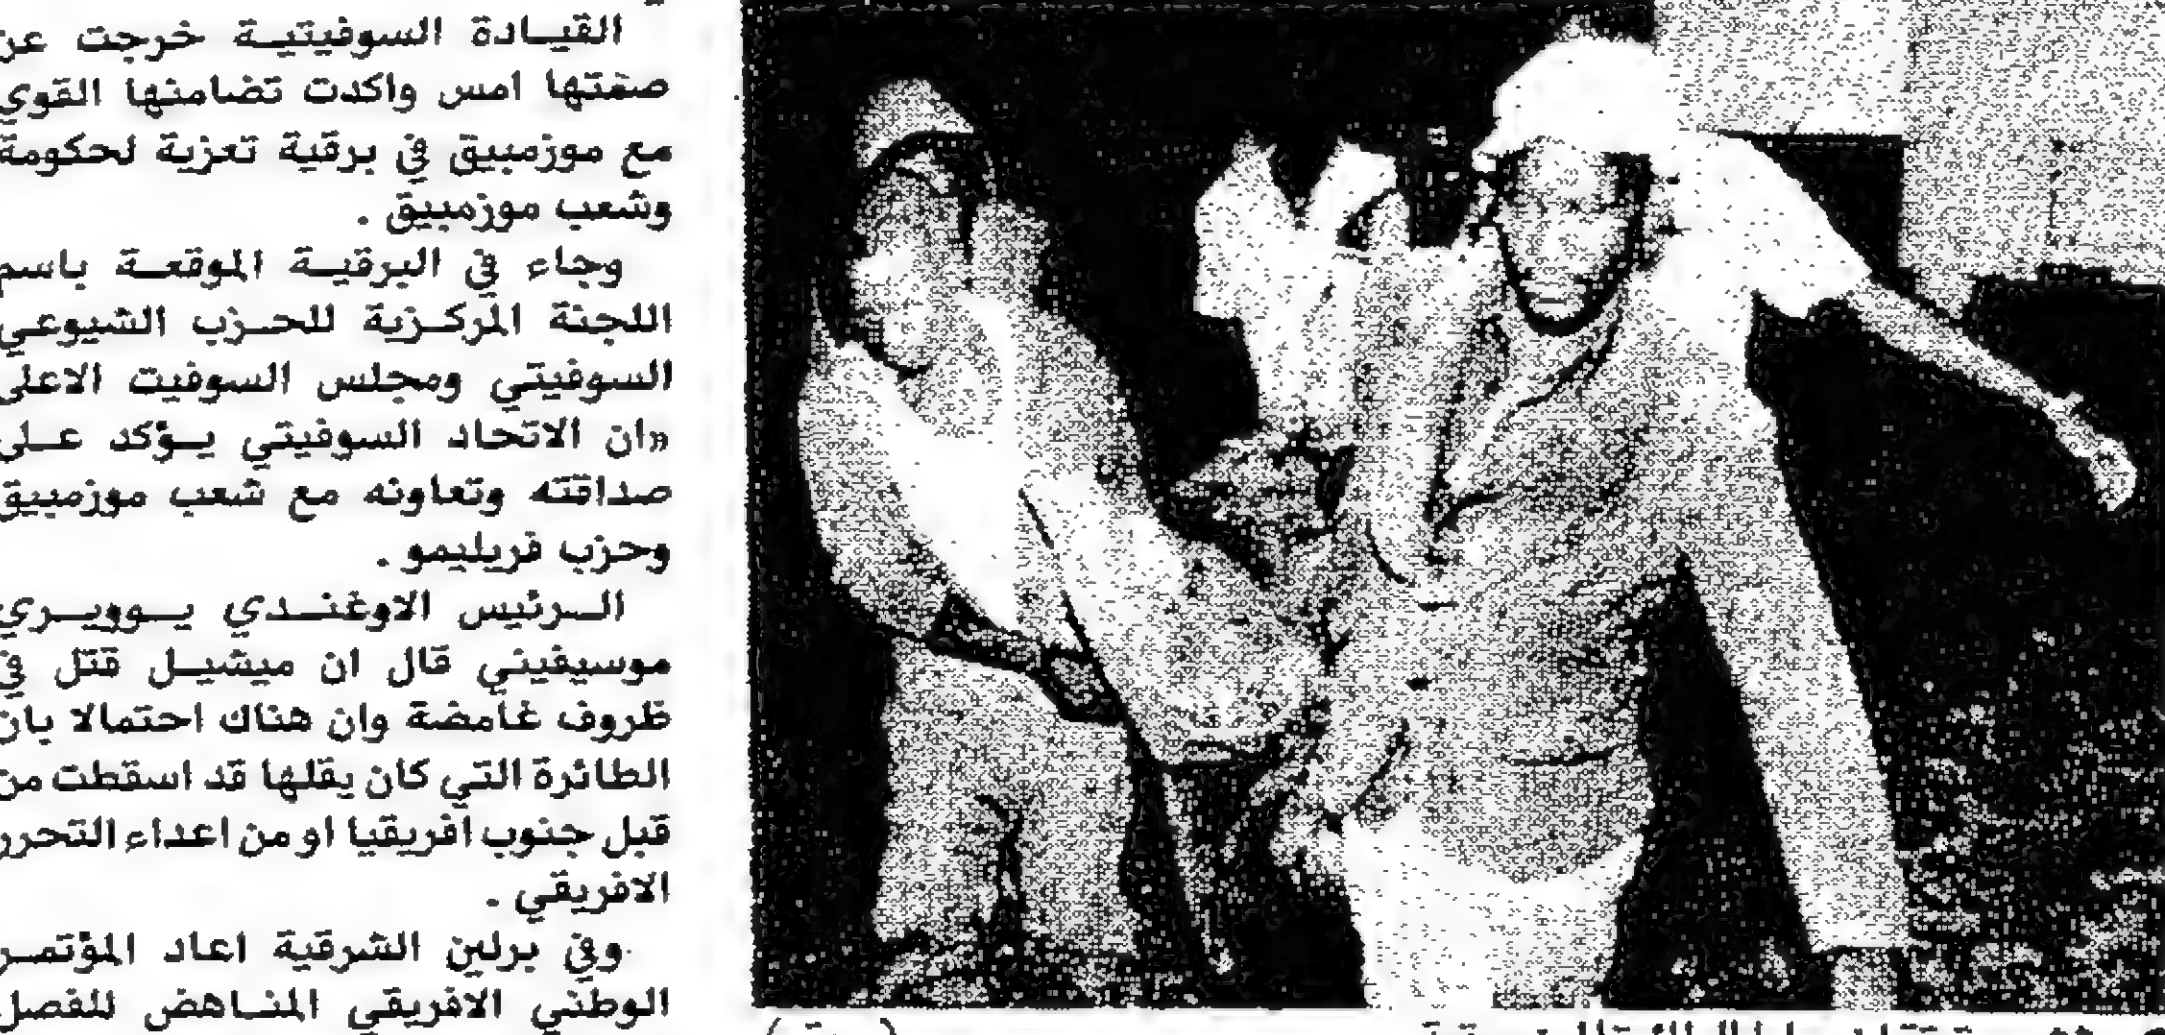 القيادة السوفيتية خرجت عن
صمتها امس واكدت تضامنها القوي
مع موزمبيق في برقية تعزية لحكومة
وشعب موزمبيق .
وجاء في البرقية الموقعة باسم
اللجنة المركزية للحزب الشيوعي
السوفيتي ومجلس السوفيت الاعلى
«ان الاتحاد السوفيتي يؤكد على
صداقته وتعاونه مع شعب موزمبيق
وحزب فريليمو .
الرئيس الاوغندي يوويري
موسيفيني قال ان ميشيل قتل في
ظروف غامضة وان هناك احتمالا بان
الطائرة التي كان يقلها قد اسقطت من
قبل جنوب افريقيا او من اعداء التحرر
الافريقي .
وفي برلين الشرقية اعاد المؤتمر
الوطني الافريقي المناهض للفصل